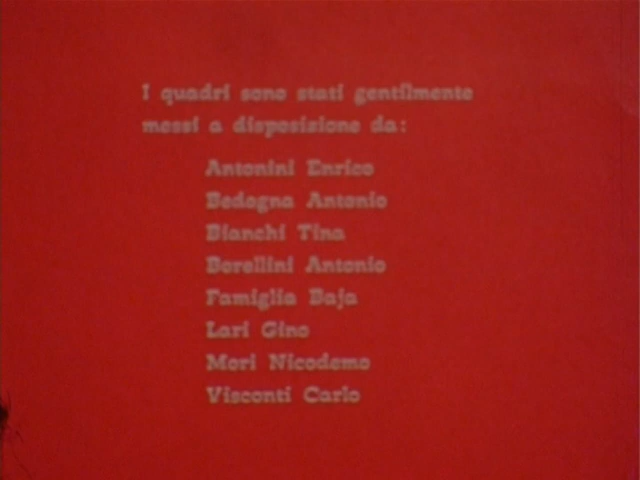 I quadri sono stati gentilmente
messi a disposizione da:
Antonini Enrico
Bedogna Antonio
Bianchi Tina
Borellini Antonio
Famiglia Baja
Lari Gino
Mori Nicodemo
Visconti Carlo